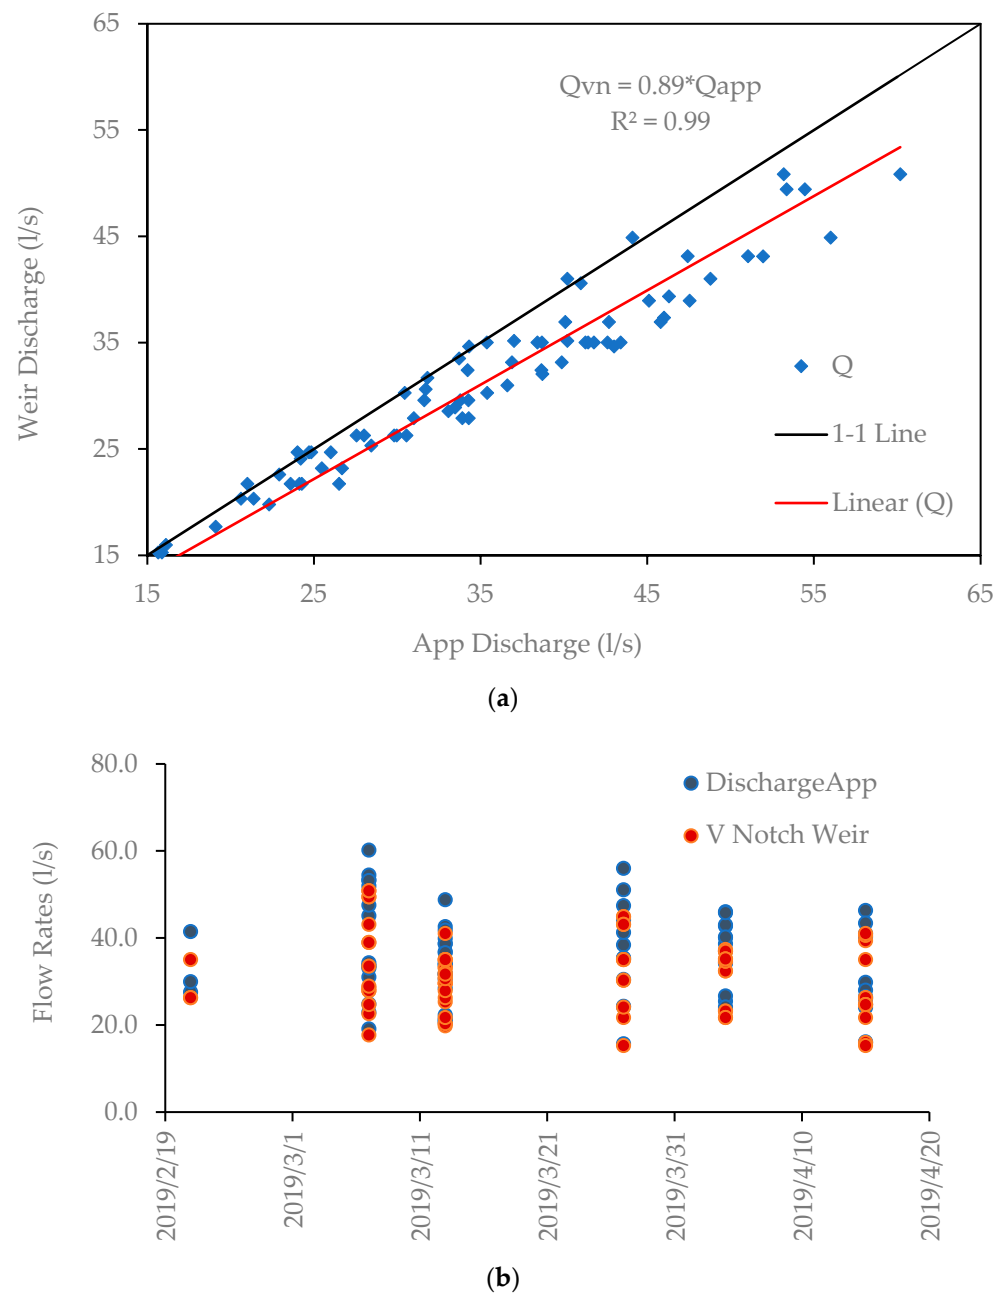 65
55
45
35
25
15
Weir Discharge (l/s)
Qvn = 0.89*Qapp
R² = 0.99
Q
1-1 Line
Linear (Q)
15 25 35 45 55 65
App Discharge (l/s)
(a)
80.0
60.0
40.0
20.0
0.0
Flow Rates (l/s)
DischargeApp
V Notch Weir
2019/2/19
2019/3/1
2019/3/11
2019/3/21
2019/3/31
2019/4/10
2019/4/20
(b)